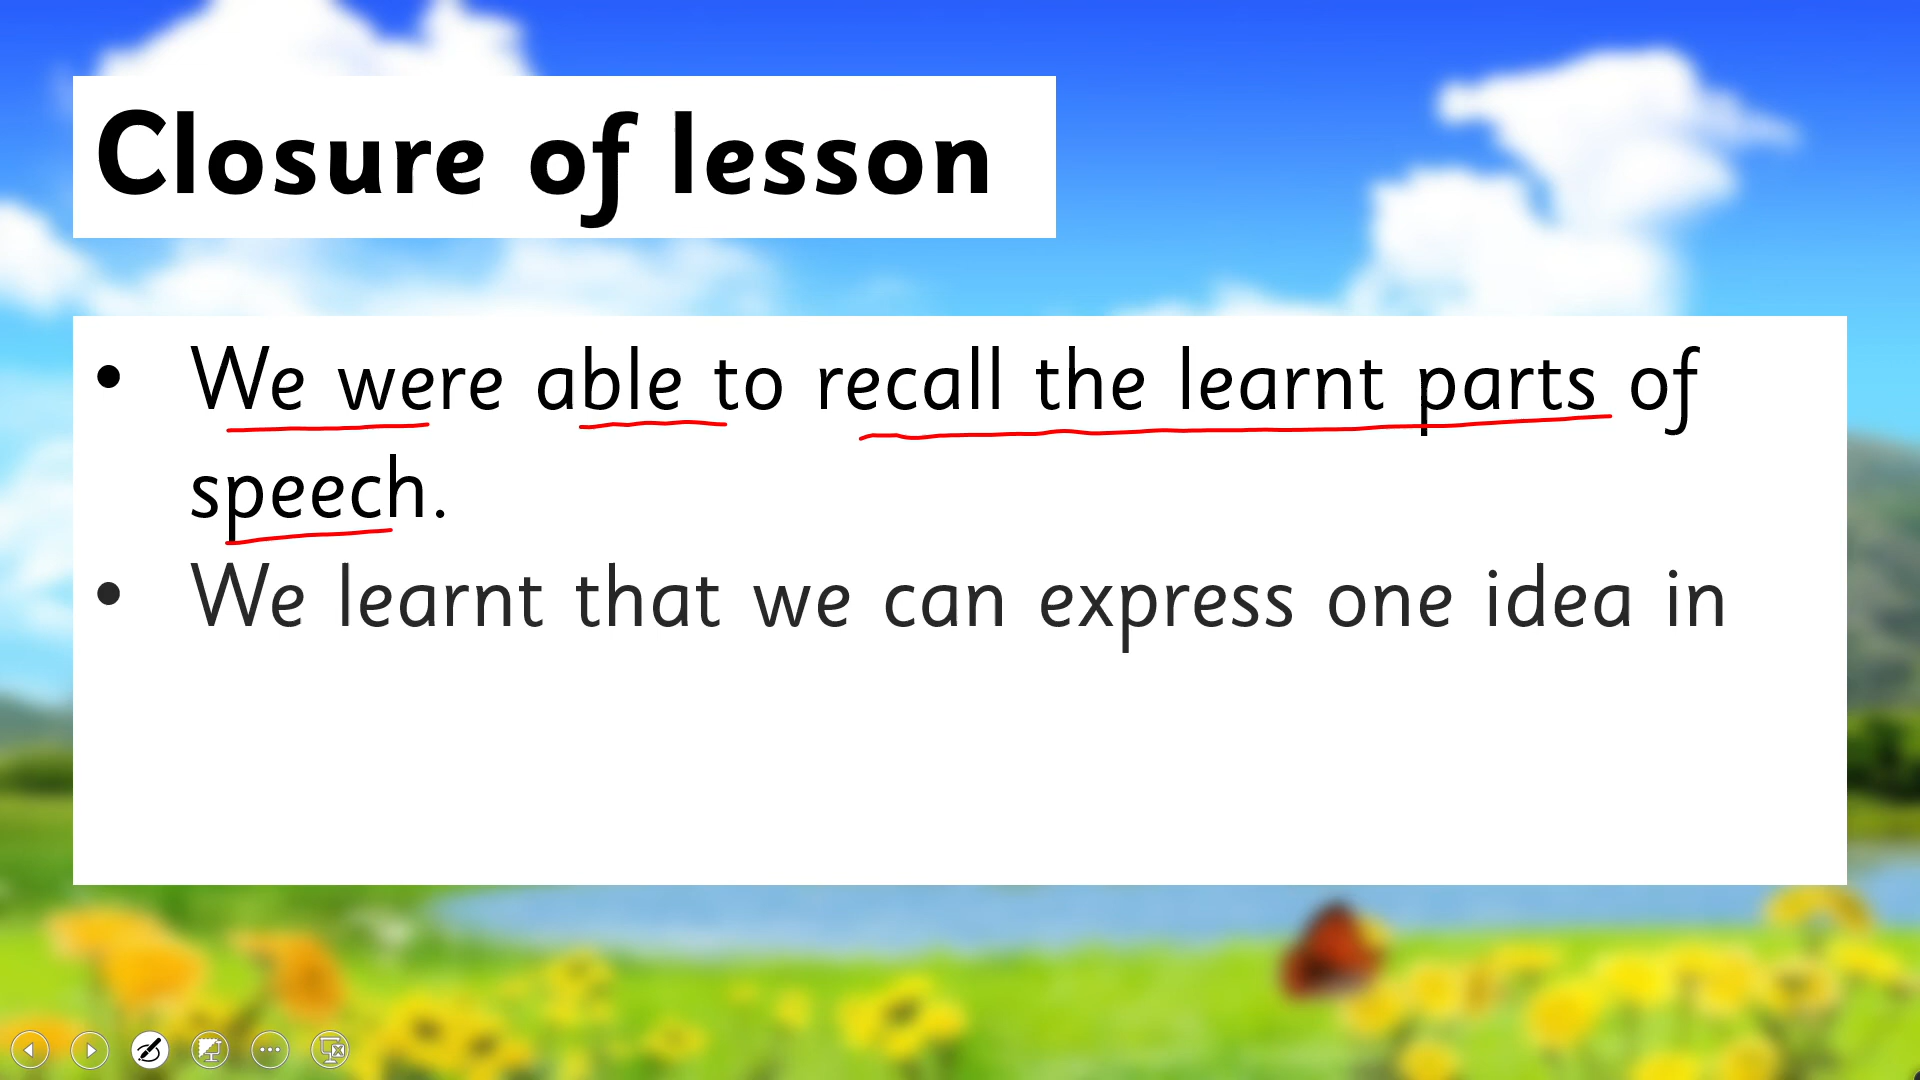 Closure of lesson
• We were able to recall the learnt parts of
speech.
• We learnt that we can express one idea in